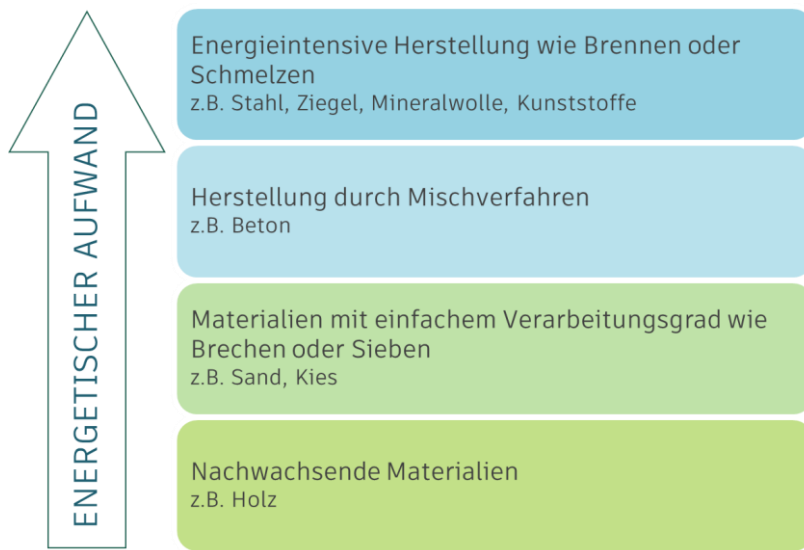 ENERGETISCHER AUFWAND
Energieintensive Herstellung wie Brennen oder
Schmelzen
z.B. Stahl, Ziegel, Mineralwolle, Kunststoffe
Herstellung durch Mischverfahren
z.B. Beton
Materialien mit einfachem Verarbeitungsgrad wie
Brechen oder Sieben
z.B. Sand, Kies
Nachwachsende Materialien
z.B. Holz